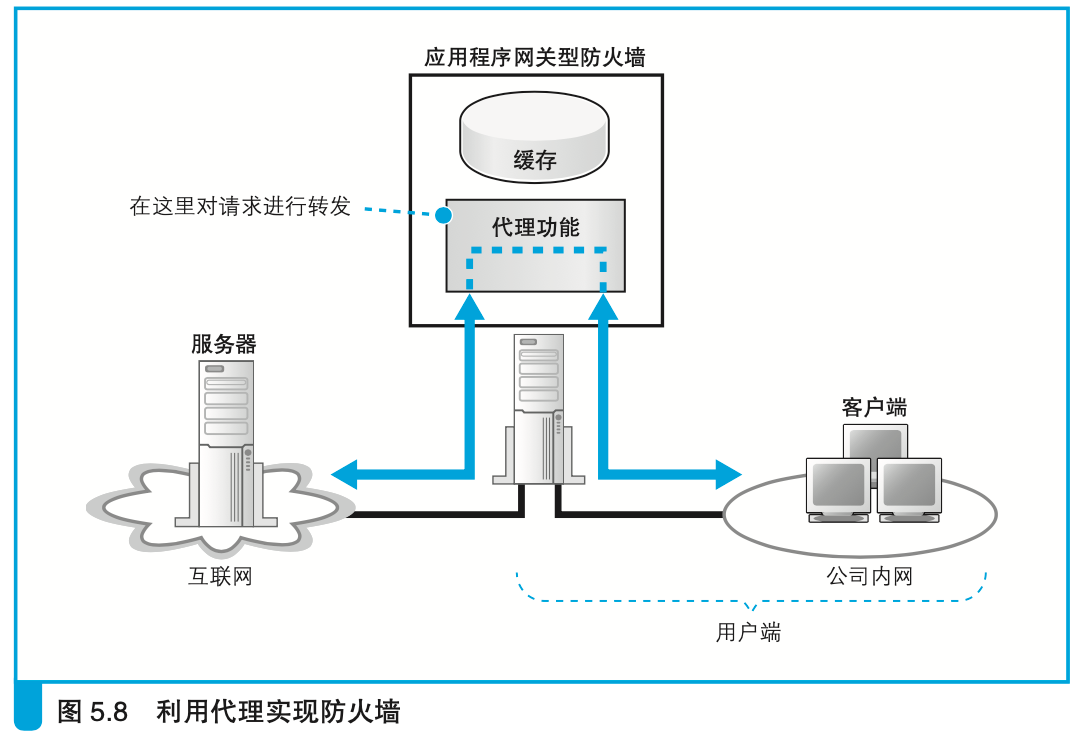 应用程序网关型防火墙
缓存
在这里对请求进行转发
代理功能
服务器
客户端
互联网
公司内网
用户端
图 5.8 利用代理实现防火墙